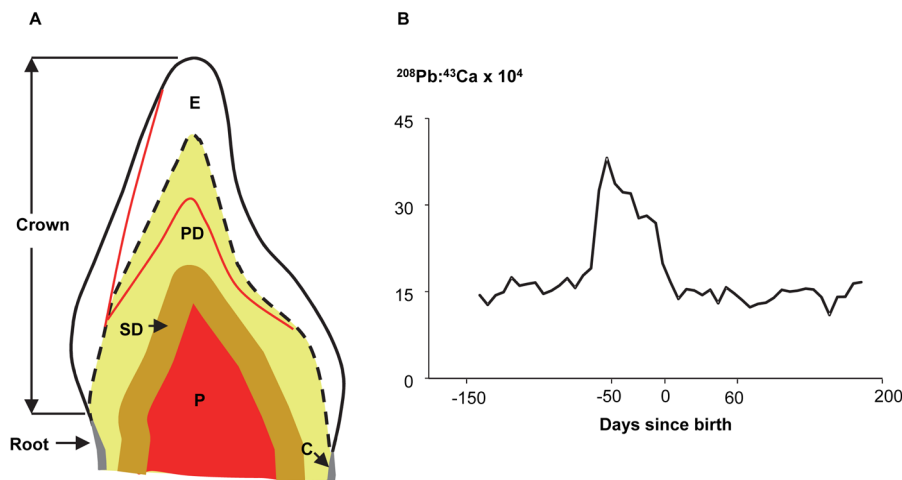 A
B
²⁰⁸Pb:⁴³Ca x 10⁴
E
45
30
Crown
PD
SD
15
P
0
-150
-50
0
60
200
Root
C
Days since birth